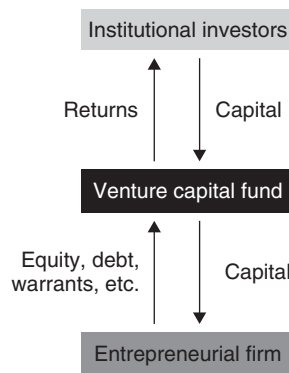 Institutional investors
Returns
Capital
Venture capital fund
Equity, debt,
warrants, etc.
Capital
Entrepreneurial firm